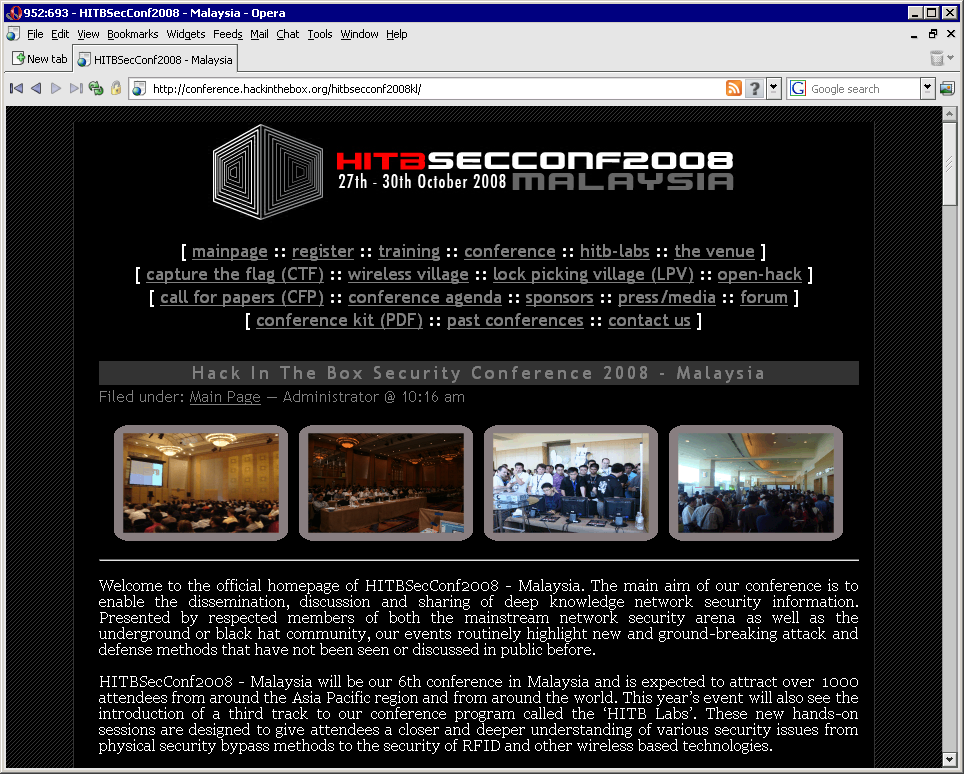 952:693 - HITBSecConf2008 - Malaysia - Opera
File Edit View Bookmarks Widgets Feeds Mail Chat Tools Window Help
New tab HITBSecConf2008 - Malaysia
http://conference.hackinthebox.org/hitbsecconf2008kl/ ? G Google search
HITBSECCONF2008
27th - 30th October 2008 MALAYSIA
[ mainpage :: register :: training :: conference :: hitb-labs :: the venue ]
[ capture the flag (CTF) :: wireless village :: lock picking village (LPV) :: open-hack ]
[ call for papers (CFP) :: conference agenda :: sponsors :: press/media :: forum ]
[ conference kit (PDF) :: past conferences :: contact us ]
Hack In The Box Security Conference 2008 - Malaysia
Filed under: Main Page — Administrator @ 10:16 am
Welcome to the official homepage of HITBSecConf2008 - Malaysia. The main aim of our conference is to
enable the dissemination, discussion and sharing of deep knowledge network security information.
Presented by respected members of both the mainstream network security arena as well as the
underground or black hat community, our events routinely highlight new and ground-breaking attack and
defense methods that have not been seen or discussed in public before.
HITBSecConf2008 - Malaysia will be our 6th conference in Malaysia and is expected to attract over 1000
attendees from around the Asia Pacific region and from around the world. This year's event will also see the
introduction of a third track to our conference program called the ‘HITB Labs’. These new hands-on
sessions are designed to give attendees a closer and deeper understanding of various security issues from
physical security bypass methods to the security of RFID and other wireless based technologies.